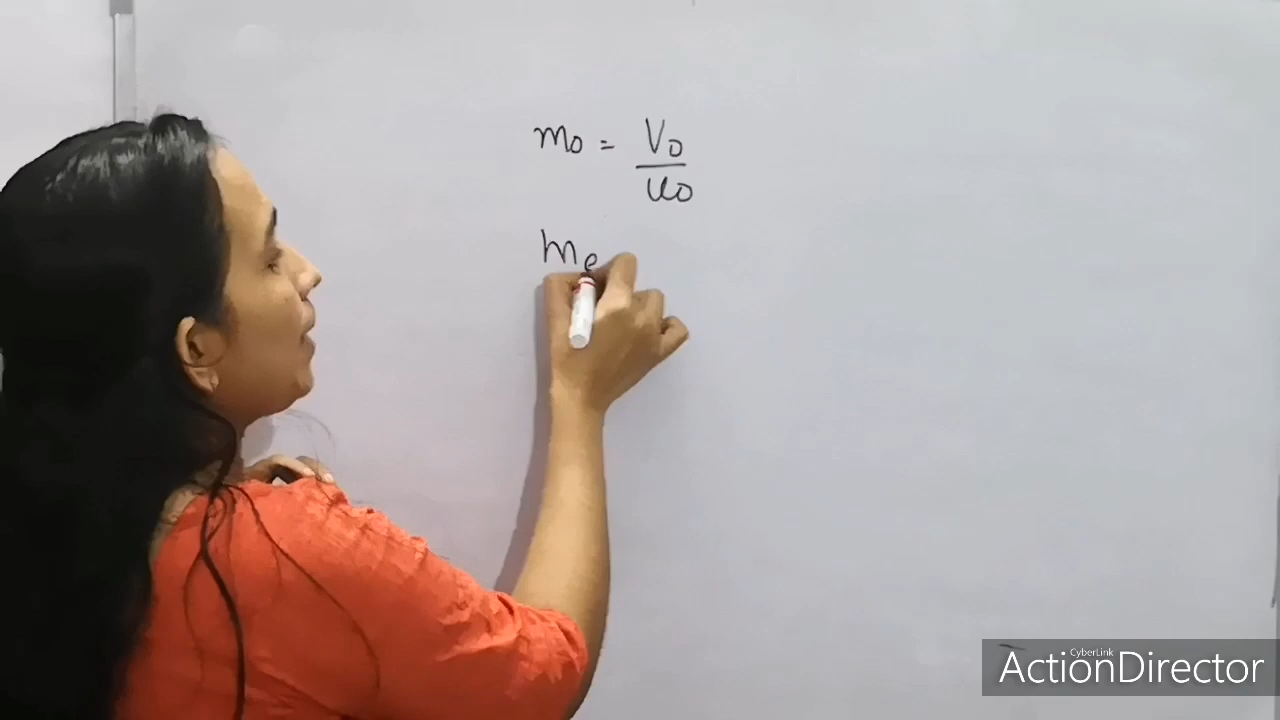 mo = Vo
uo
me
CyberLink
ActionDirector